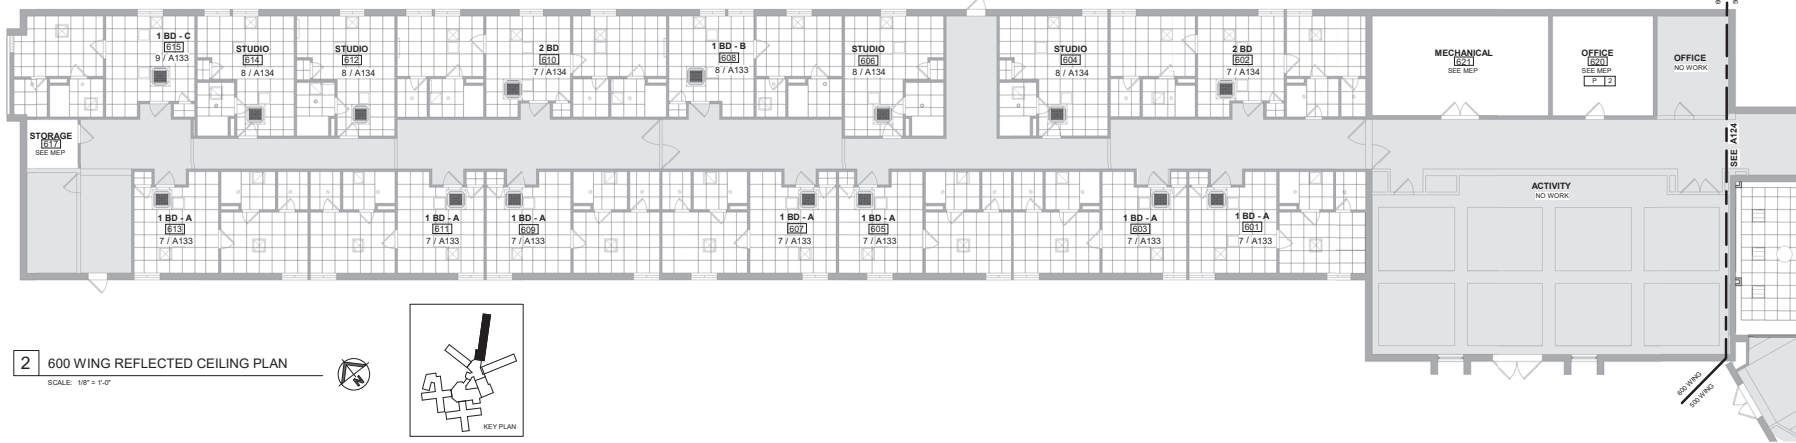 1 BD - C
615
9 / A133
STUDIO
614
8 / A134
STUDIO
612
8 / A134
2 BD
610
7 / A134
1 BD - B
608
8 / A133
STUDIO
606
8 / A134
STUDIO
604
8 / A134
2 BD
602
7 / A134
MECHANICAL
621
SEE MEP
OFFICE
620
SEE MEP
P 2
OFFICE
NO WORK
STORAGE
617
SEE MEP
SEE A124
ACTIVITY
NO WORK
1 BD - A
613
7 / A133
1 BD - A
611
7 / A133
1 BD - A
609
7 / A133
1 BD - A
607
7 / A133
1 BD - A
605
7 / A133
1 BD - A
603
7 / A133
1 BD - A
601
7 / A133
2 600 WING REFLECTED CEILING PLAN
SCALE: 1/8" = 1'-0"
N
KEY PLAN
600 WING
500 WING